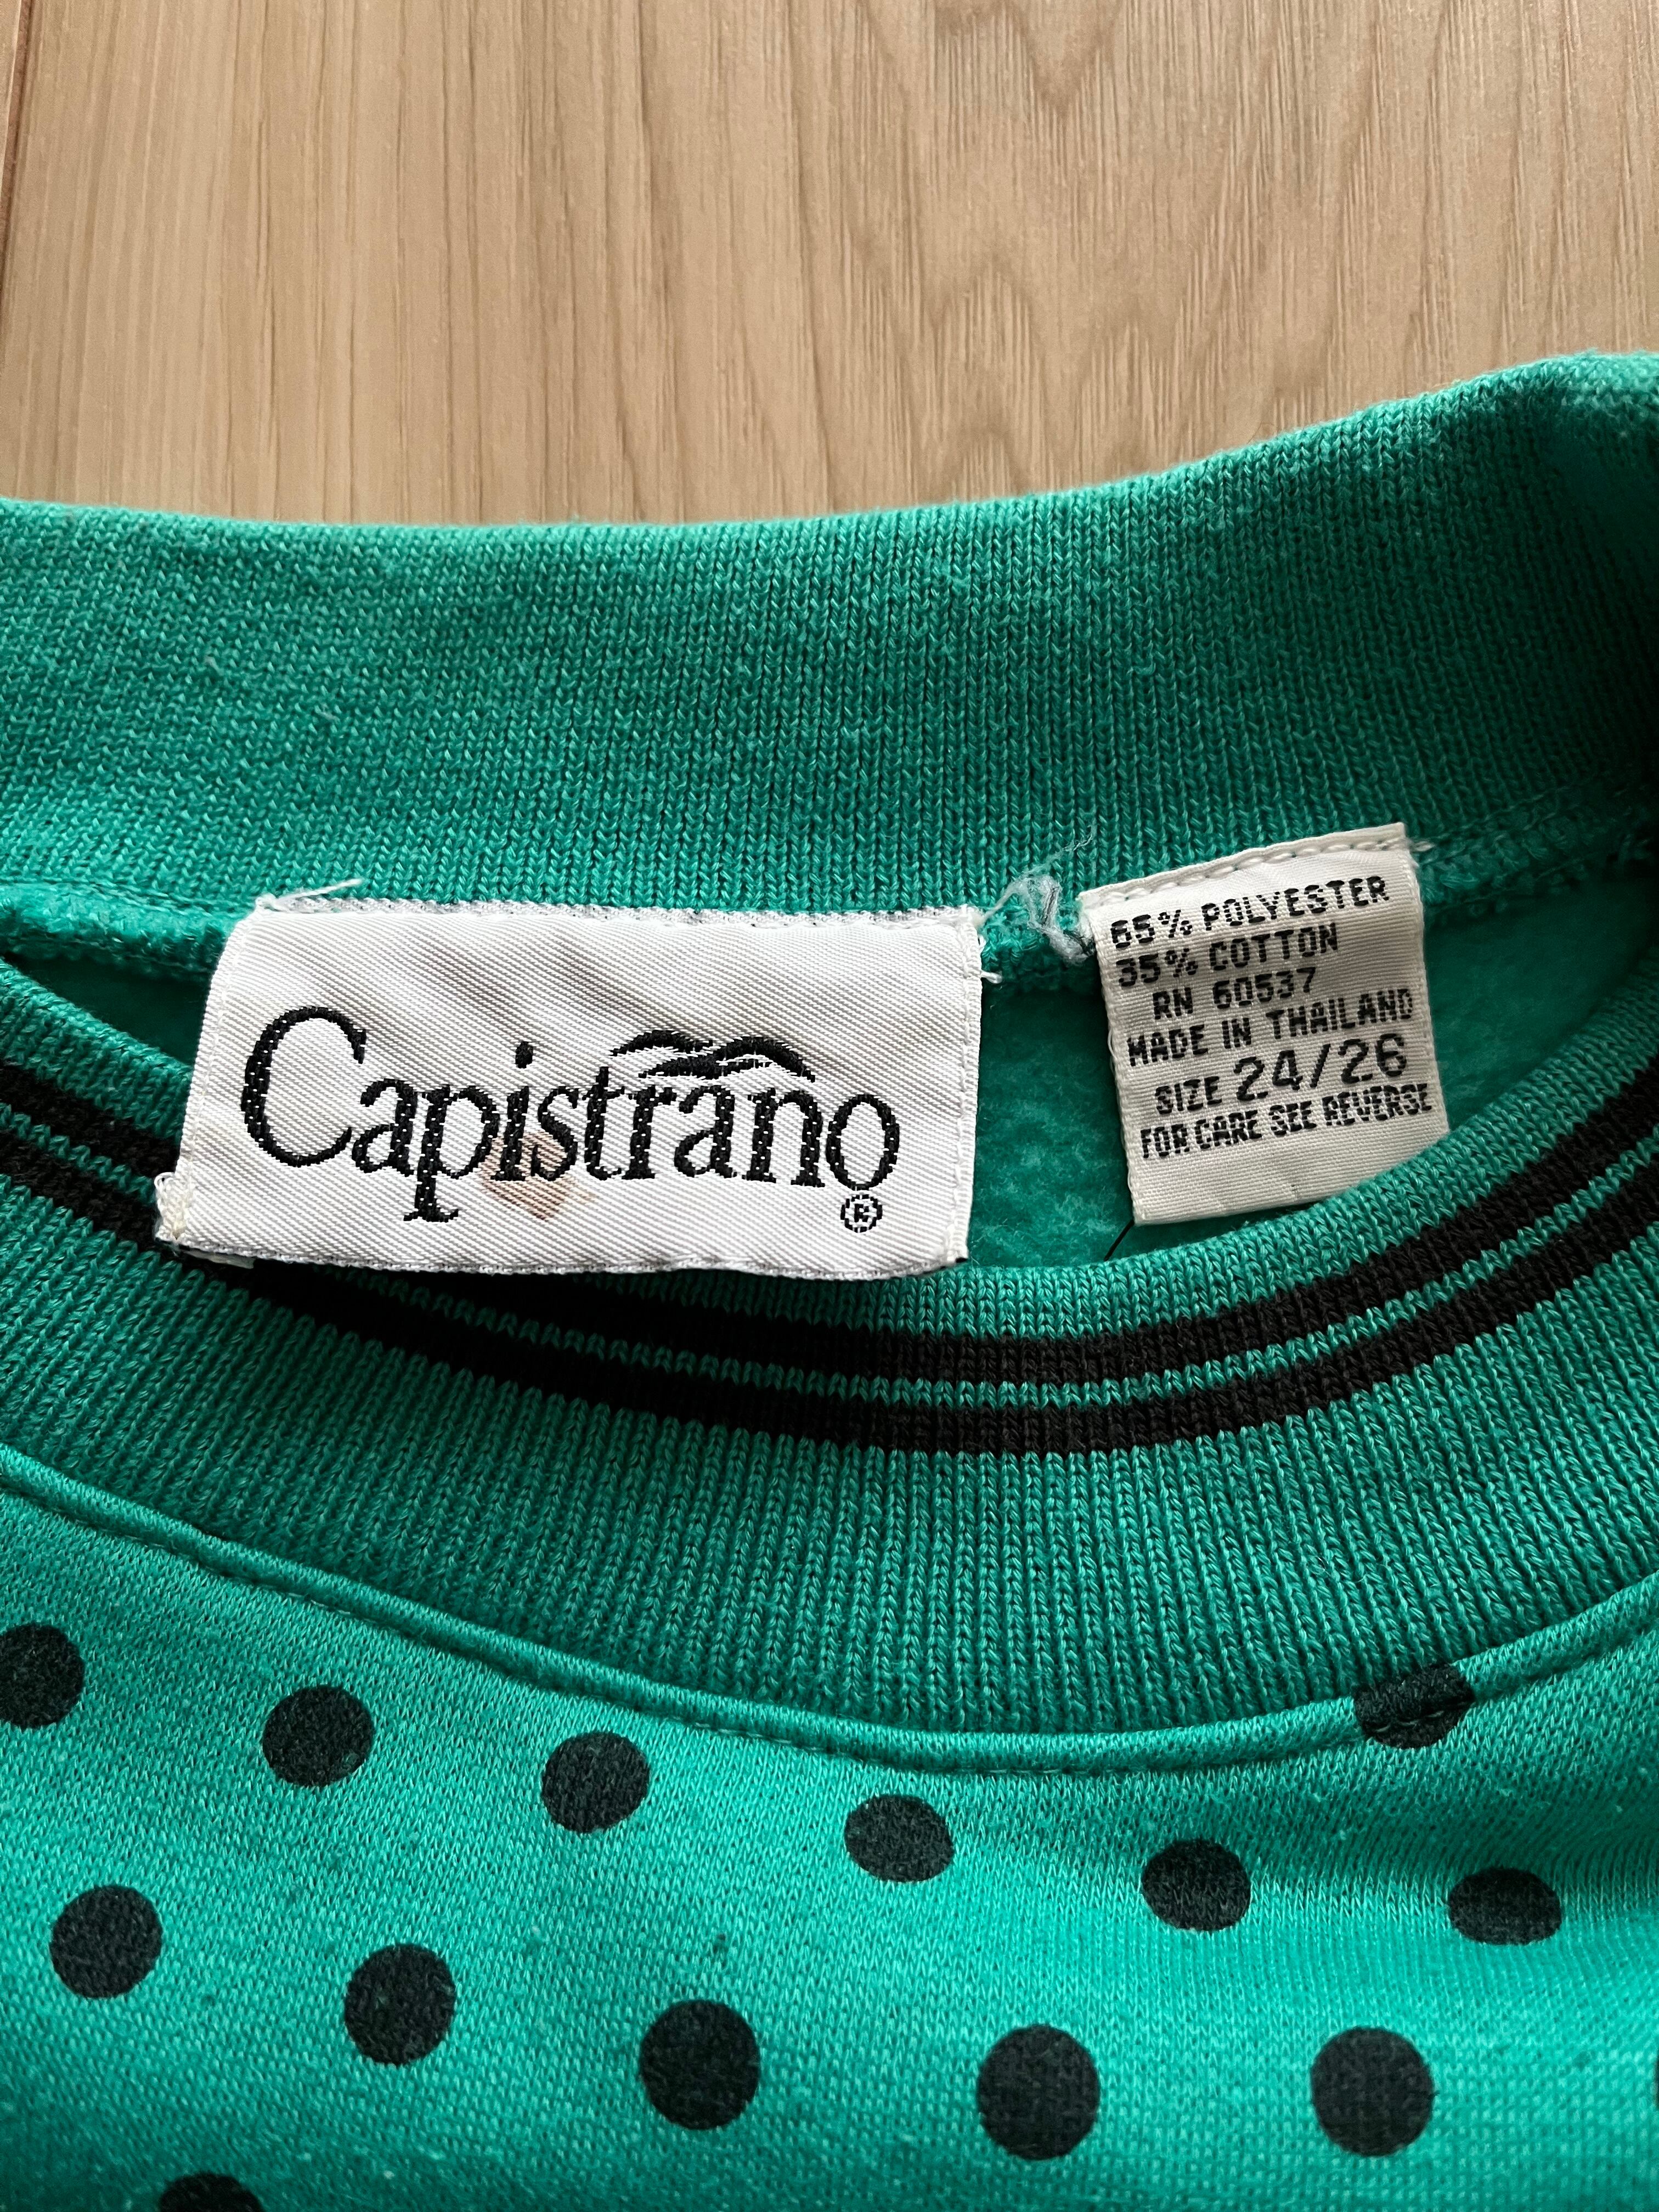 Capistrano
®
65% POLYESTER
35% COTTON
RN 60537
MADE IN THAILAND
SIZE 24/26
FOR CARE SEE REVERSE